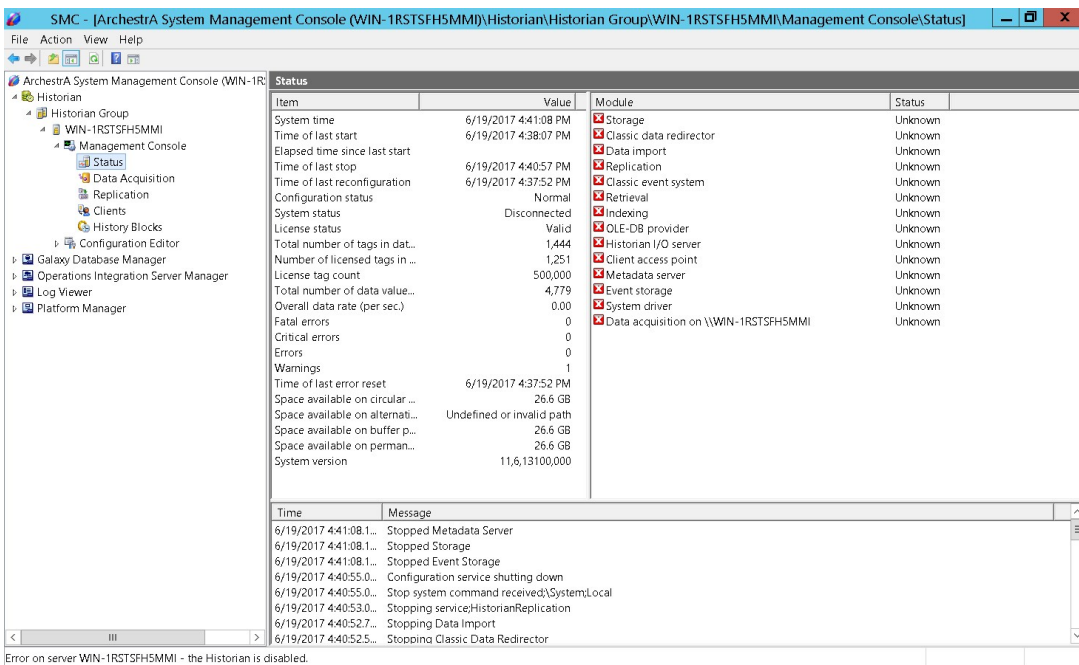 SMC - [ArchestrA System Management Console (WIN-1RSTSFH5MMI)\Historian\Historian Group\WIN-1RSTSFH5MMI\Management Console\Status]
File Action View Help
ArchestrA System Management Console (WIN-1R
Historian
Historian Group
WIN-1RSTSFH5MMI
Management Console
Status
Data Acquisition
Replication
Clients
History Blocks
Configuration Editor
Galaxy Database Manager
Operations Integration Server Manager
Log Viewer
Platform Manager
Status
Item Value
System time 6/19/2017 4:41:08 PM
Time of last start 6/19/2017 4:38:07 PM
Elapsed time since last start
Time of last stop 6/19/2017 4:40:57 PM
Time of last reconfiguration 6/19/2017 4:37:52 PM
Configuration status Normal
System status Disconnected
License status Valid
Total number of tags in dat... 1,444
Number of licensed tags in ... 1,251
License tag count 500,000
Total number of data value... 4,779
Overall data rate (per sec.) 0.00
Fatal errors 0
Critical errors 0
Errors 0
Warnings 1
Time of last error reset 6/19/2017 4:37:52 PM
Space available on circular ... 26.6 GB
Space available on alternati... Undefined or invalid path
Space available on buffer p... 26.6 GB
Space available on perman... 26.6 GB
System version 11,6,13100,000
Module Status
Storage Unknown
Classic data redirector Unknown
Data import Unknown
Replication Unknown
Classic event system Unknown
Retrieval Unknown
Indexing Unknown
OLE-DB provider Unknown
Historian I/O server Unknown
Client access point Unknown
Metadata server Unknown
Event storage Unknown
System driver Unknown
Data acquisition on \\WIN-1RSTSFH5MMI Unknown
Time Message
6/19/2017 4:41:08.1... Stopped Metadata Server
6/19/2017 4:41:08.1... Stopped Storage
6/19/2017 4:41:08.1... Stopped Event Storage
6/19/2017 4:40:55.0... Configuration service shutting down
6/19/2017 4:40:55.0... Stop system command received;\System;Local
6/19/2017 4:40:53.0... Stopping service;HistorianReplication
6/19/2017 4:40:52.7... Stopping Data Import
6/19/2017 4:40:52.5... Stopping Classic Data Redirector
Error on server WIN-1RSTSFH5MMI - the Historian is disabled.